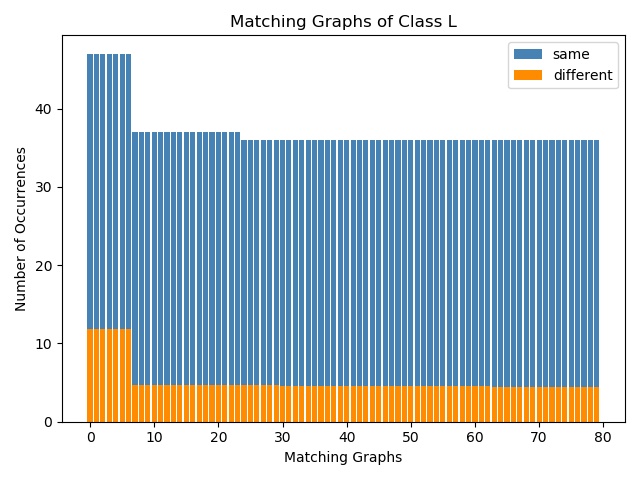 Matching Graphs of Class L
same
different
Number of Occurrences
40
30
20
10
0
0 10 20 30 40 50 60 70 80
Matching Graphs